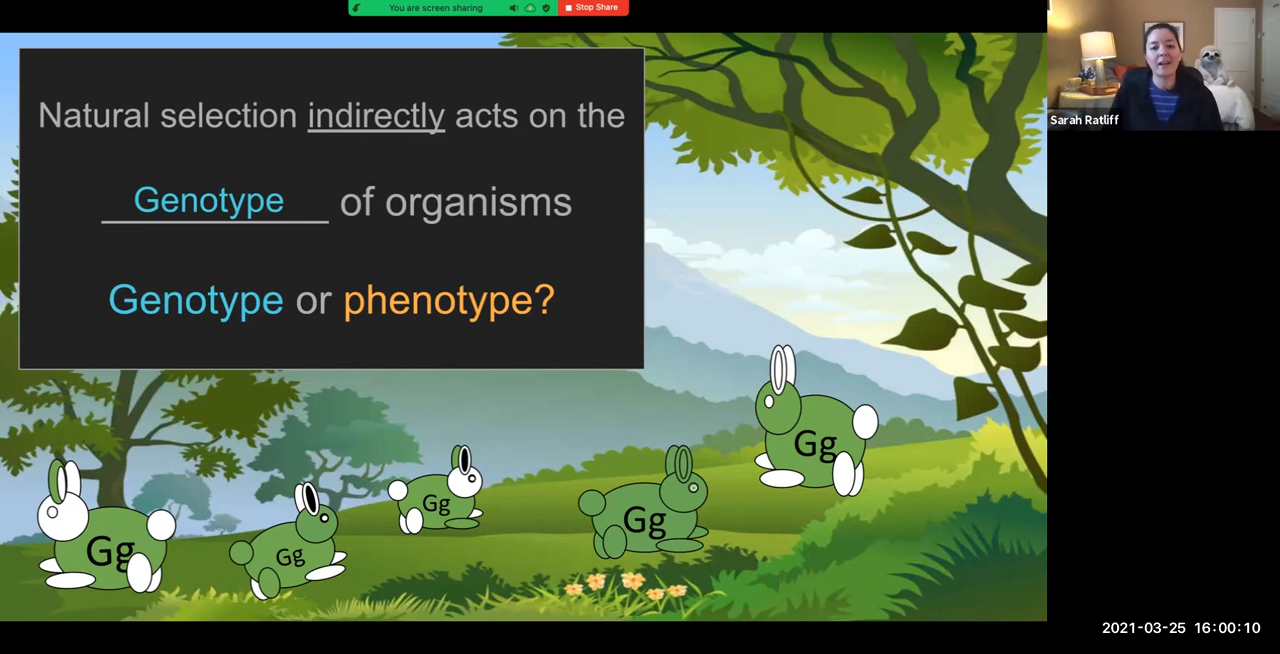 You are screen sharing
Stop Share
Natural selection indirectly acts on the
Genotype of organisms
Genotype or phenotype?
Sarah Ratliff
Gg
Gg
Gg
Gg
Gg
2021-03-25 16:00:10